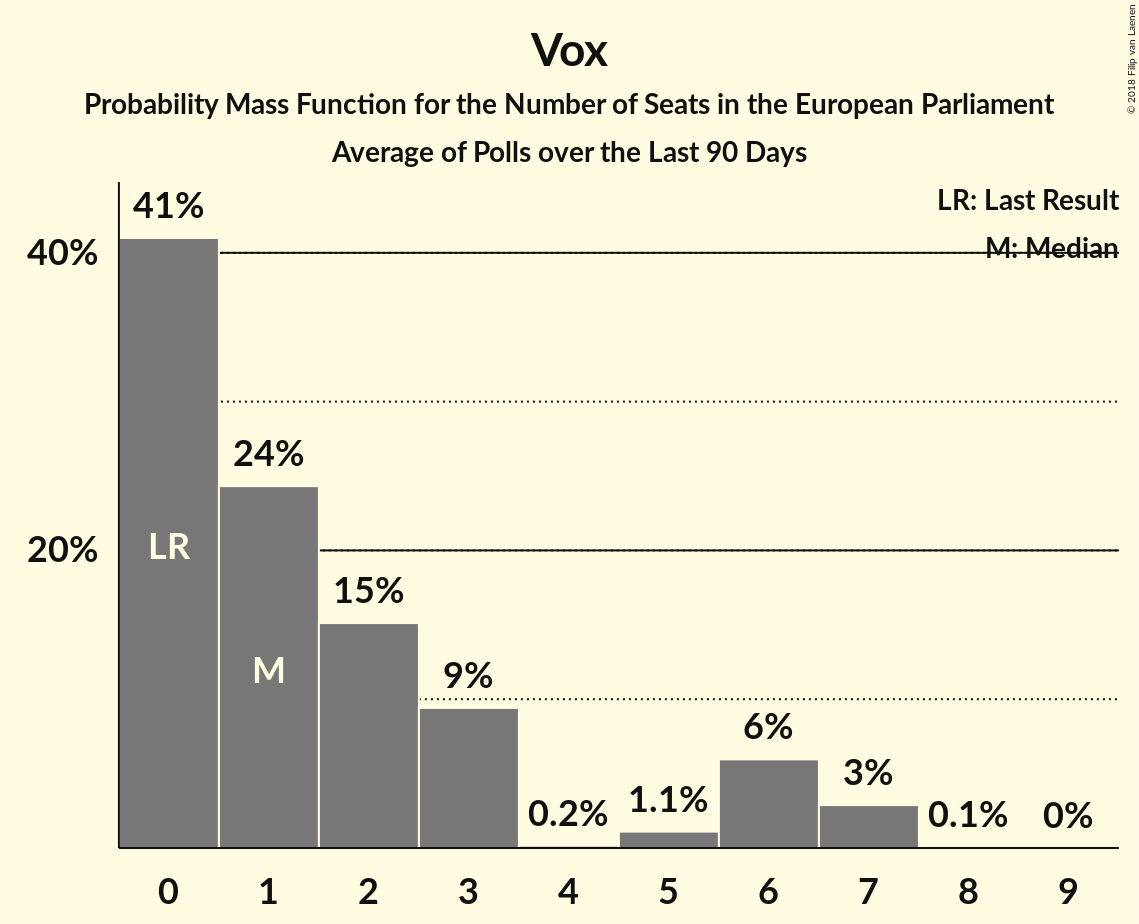 Vox
Probability Mass Function for the Number of Seats in the European Parliament
Average of Polls over the Last 90 Days
© 2018 Filip van Laenen
LR: Last Result
M: Median
41%
40%
24%
LR
20%
15%
M
9%
6%
3%
1.1%
0.2%
0.1%
0%
0 1 2 3 4 5 6 7 8 9